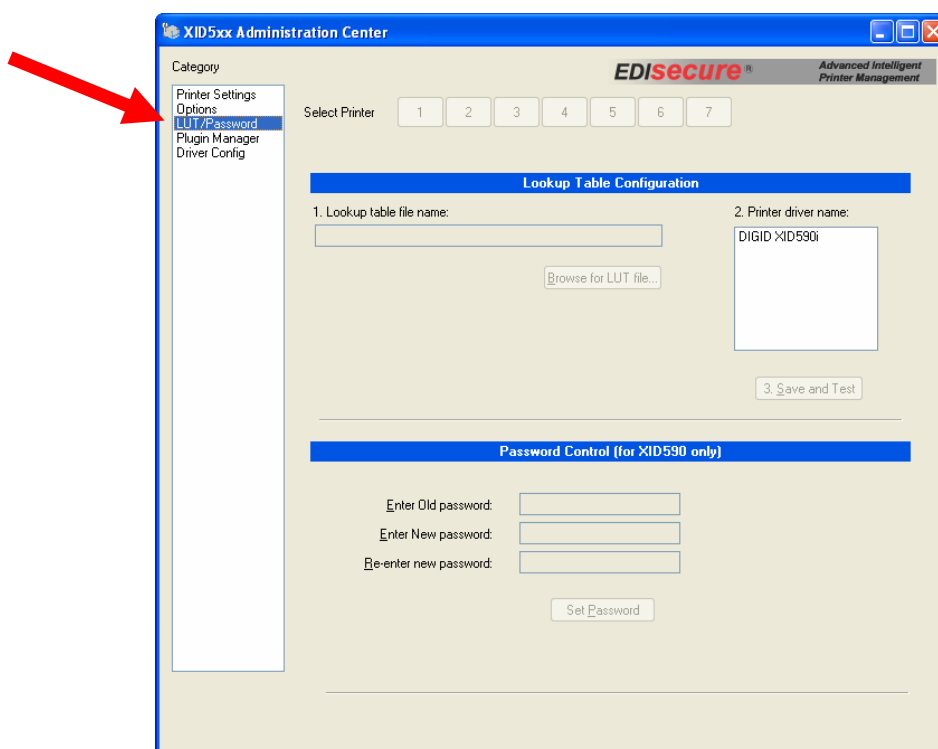 XID5xx Administration Center
Category
EDIsecure®
Advanced Intelligent
Printer Management
Printer Settings
Options
LUT/Password
Plugin Manager
Driver Config
Select Printer 1 2 3 4 5 6 7
Lookup Table Configuration
1. Lookup table file name:
2. Printer driver name:
DIGID XID590i
Browse for LUT file...
3. Save and Test
Password Control (for XID590 only)
Enter Old password:
Enter New password:
Re-enter new password:
Set Password